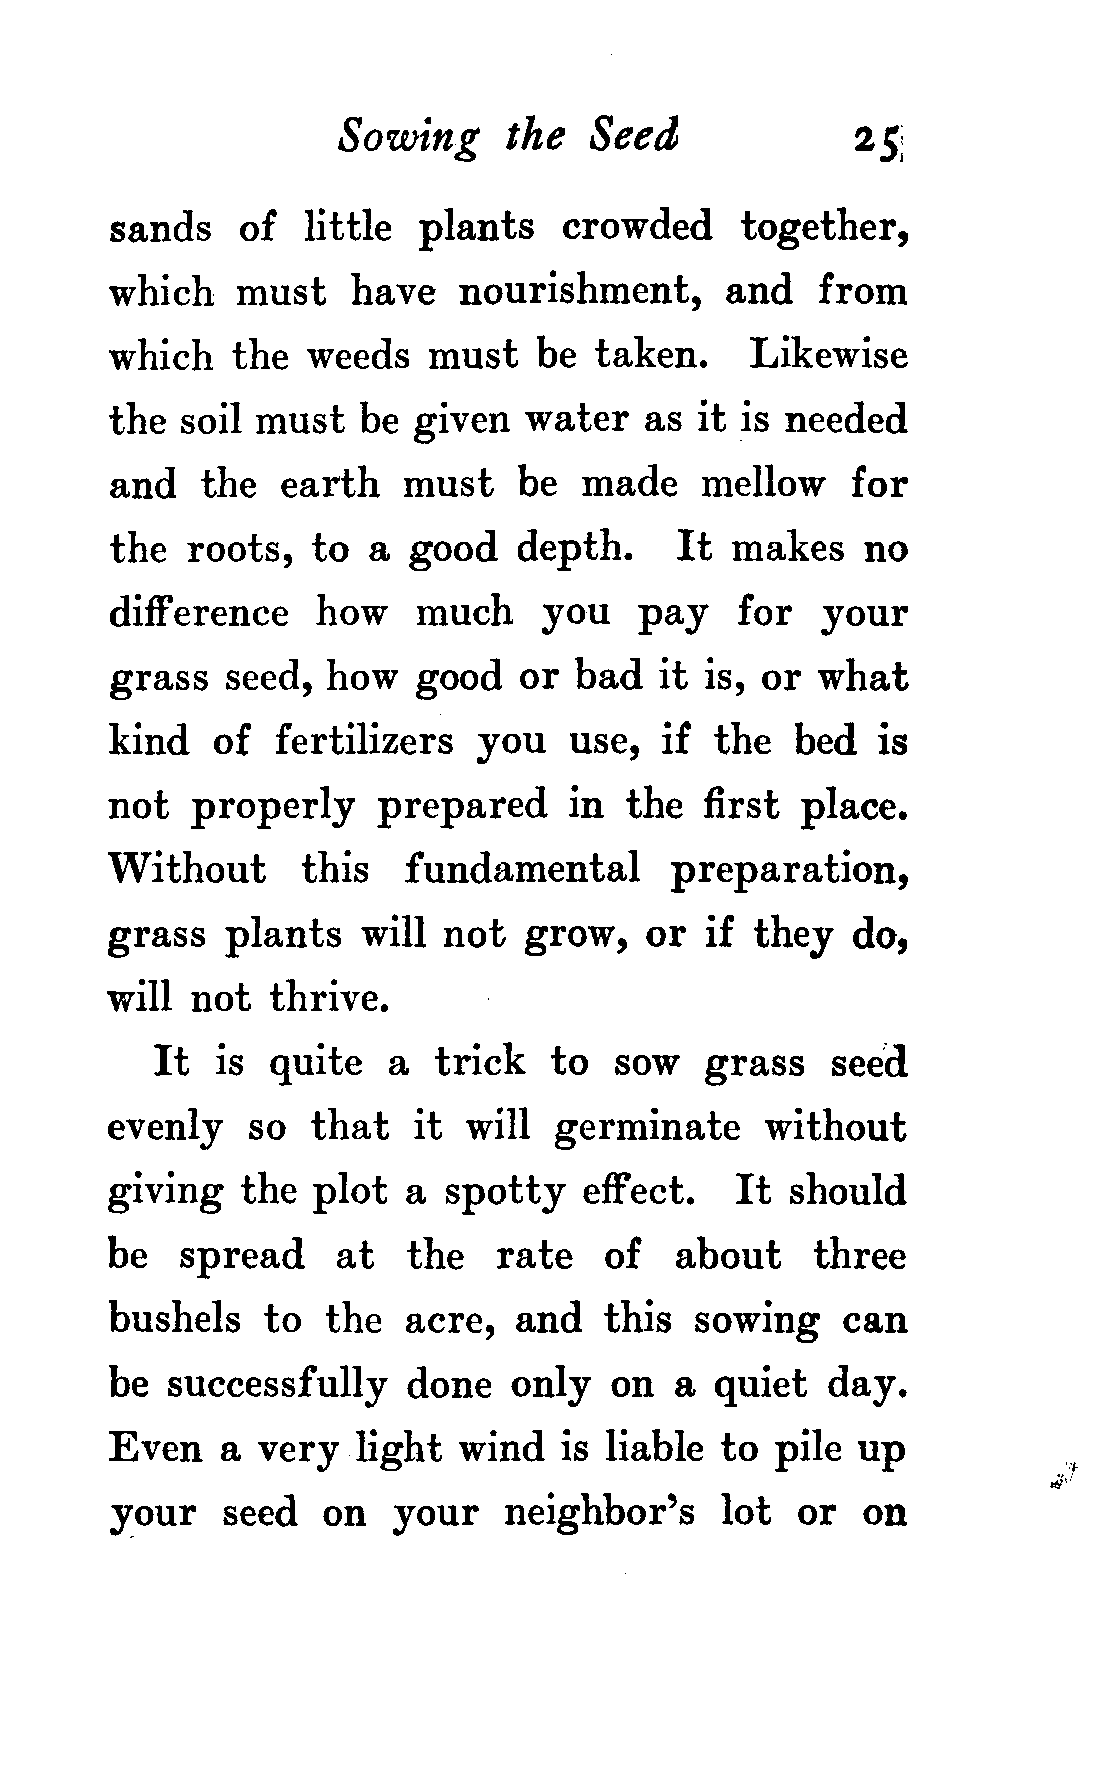 Sowing the Seed 25
sands of little plants crowded together,
which must have nourishment, and from
which the weeds must be taken. Likewise
the soil must be given water as it is needed
and the earth must be made mellow for
the roots, to a good depth. It makes no
difference how much you pay for your
grass seed, how good or bad it is, or what
kind of fertilizers you use, if the bed is
not properly prepared in the first place.
Without this fundamental preparation,
grass plants will not grow, or if they do,
will not thrive.
It is quite a trick to sow grass seed
evenly so that it will germinate without
giving the plot a spotty effect. It should
be spread at the rate of about three
bushels to the acre, and this sowing can
be successfully done only on a quiet day.
Even a very light wind is liable to pile up
your seed on your neighbor's lot or on